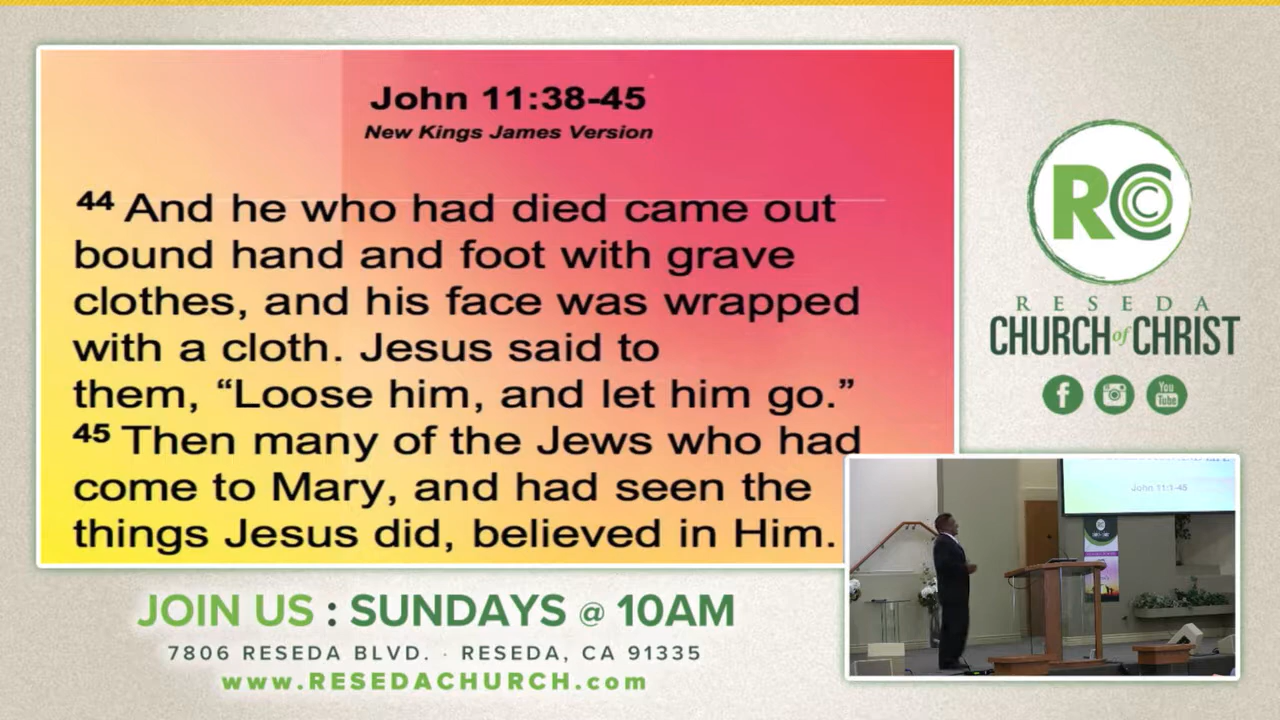 John 11:38-45
New Kings James Version
44 And he who had died came out
bound hand and foot with grave
clothes, and his face was wrapped
with a cloth. Jesus said to
them, “Loose him, and let him go.”
45 Then many of the Jews who had
come to Mary, and had seen the
things Jesus did, believed in Him.
RCC
RESEDA
CHURCH of CHRIST
f
You
Tube
John 11:1-45
JOIN US : SUNDAYS @ 10AM
7806 RESEDA BLVD. · RESEDA, CA 91335
www.RESEDACHURCH.com